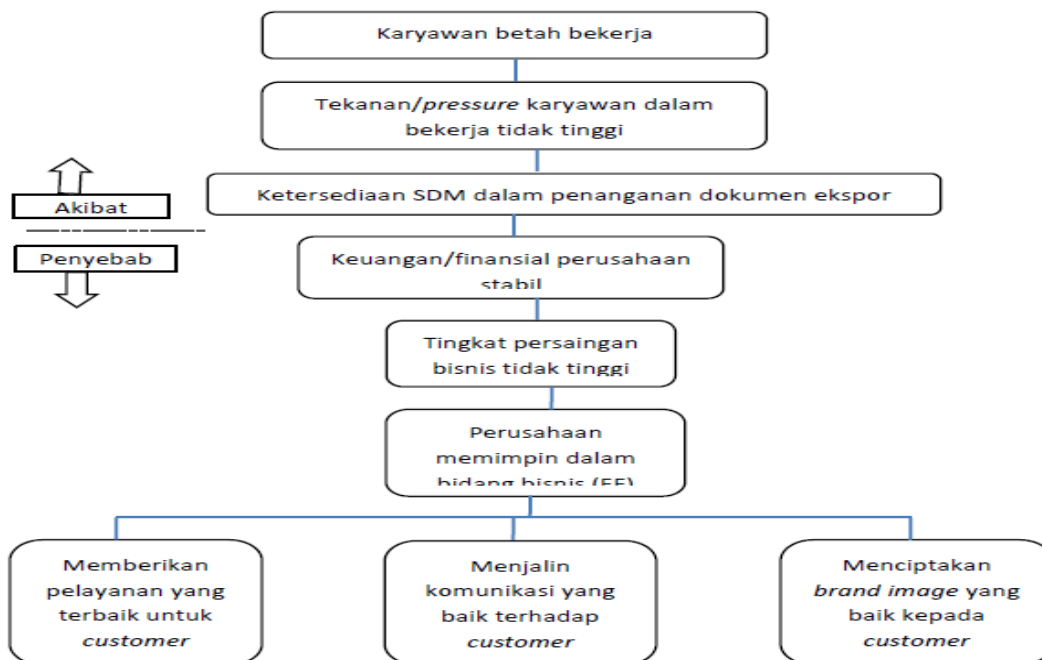 Karyawan betah bekerja
Tekanan/pressure karyawan dalam
bekerja tidak tinggi
Ketersediaan SDM dalam penanganan dokumen ekspor
Akibat
Penyebab
Keuangan/finansial perusahaan
stabil
Tingkat persaingan
bisnis tidak tinggi
Perusahaan
memimpin dalam
bidang bisnis
Memberikan
pelayanan yang
terbaik untuk
customer
Menjalin
komunikasi yang
baik terhadap
customer
Menciptakan
brand image yang
baik kepada
customer